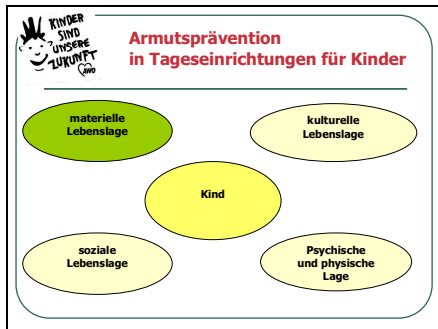 KINDER
SIND
UNSERE
ZUKUNFT
AWO
Armutsprävention
in Tageseinrichtungen für Kinder
materielle
Lebenslage
kulturelle
Lebenslage
Kind
soziale
Lebenslage
Psychische
und physische
Lage